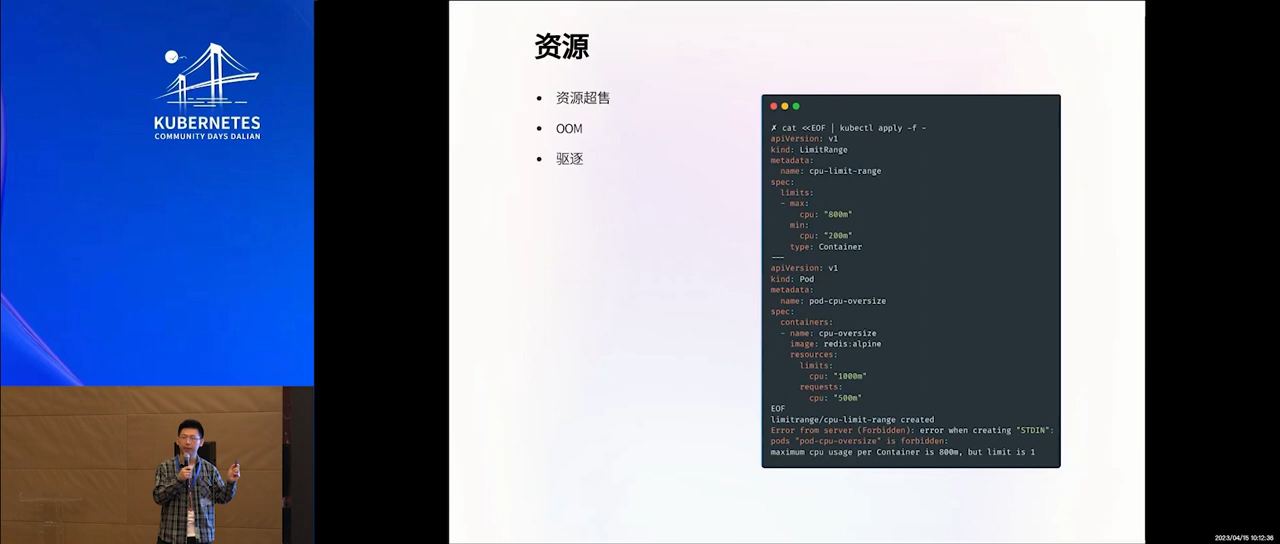 KUBERNETES
COMMUNITY DAYS DALIAN
资源
资源超售
OOM
驱逐
✗ cat <<EOF | kubectl apply -f -
apiVersion: v1
kind: LimitRange
metadata:
  name: cpu-limit-range
spec:
  limits:
  - max:
      cpu: "800m"
    min:
      cpu: "200m"
    type: Container
---
apiVersion: v1
kind: Pod
metadata:
  name: pod-cpu-oversize
spec:
  containers:
  - name: cpu-oversize
    image: redis:alpine
    resources:
      limits:
        cpu: "1000m"
      requests:
        cpu: "500m"
EOF
limitrange/cpu-limit-range created
Error from server (Forbidden): error when creating "STDIN":
pods "pod-cpu-oversize" is forbidden:
maximum cpu usage per Container is 800m, but limit is 1
2023/04/15 10:12:36